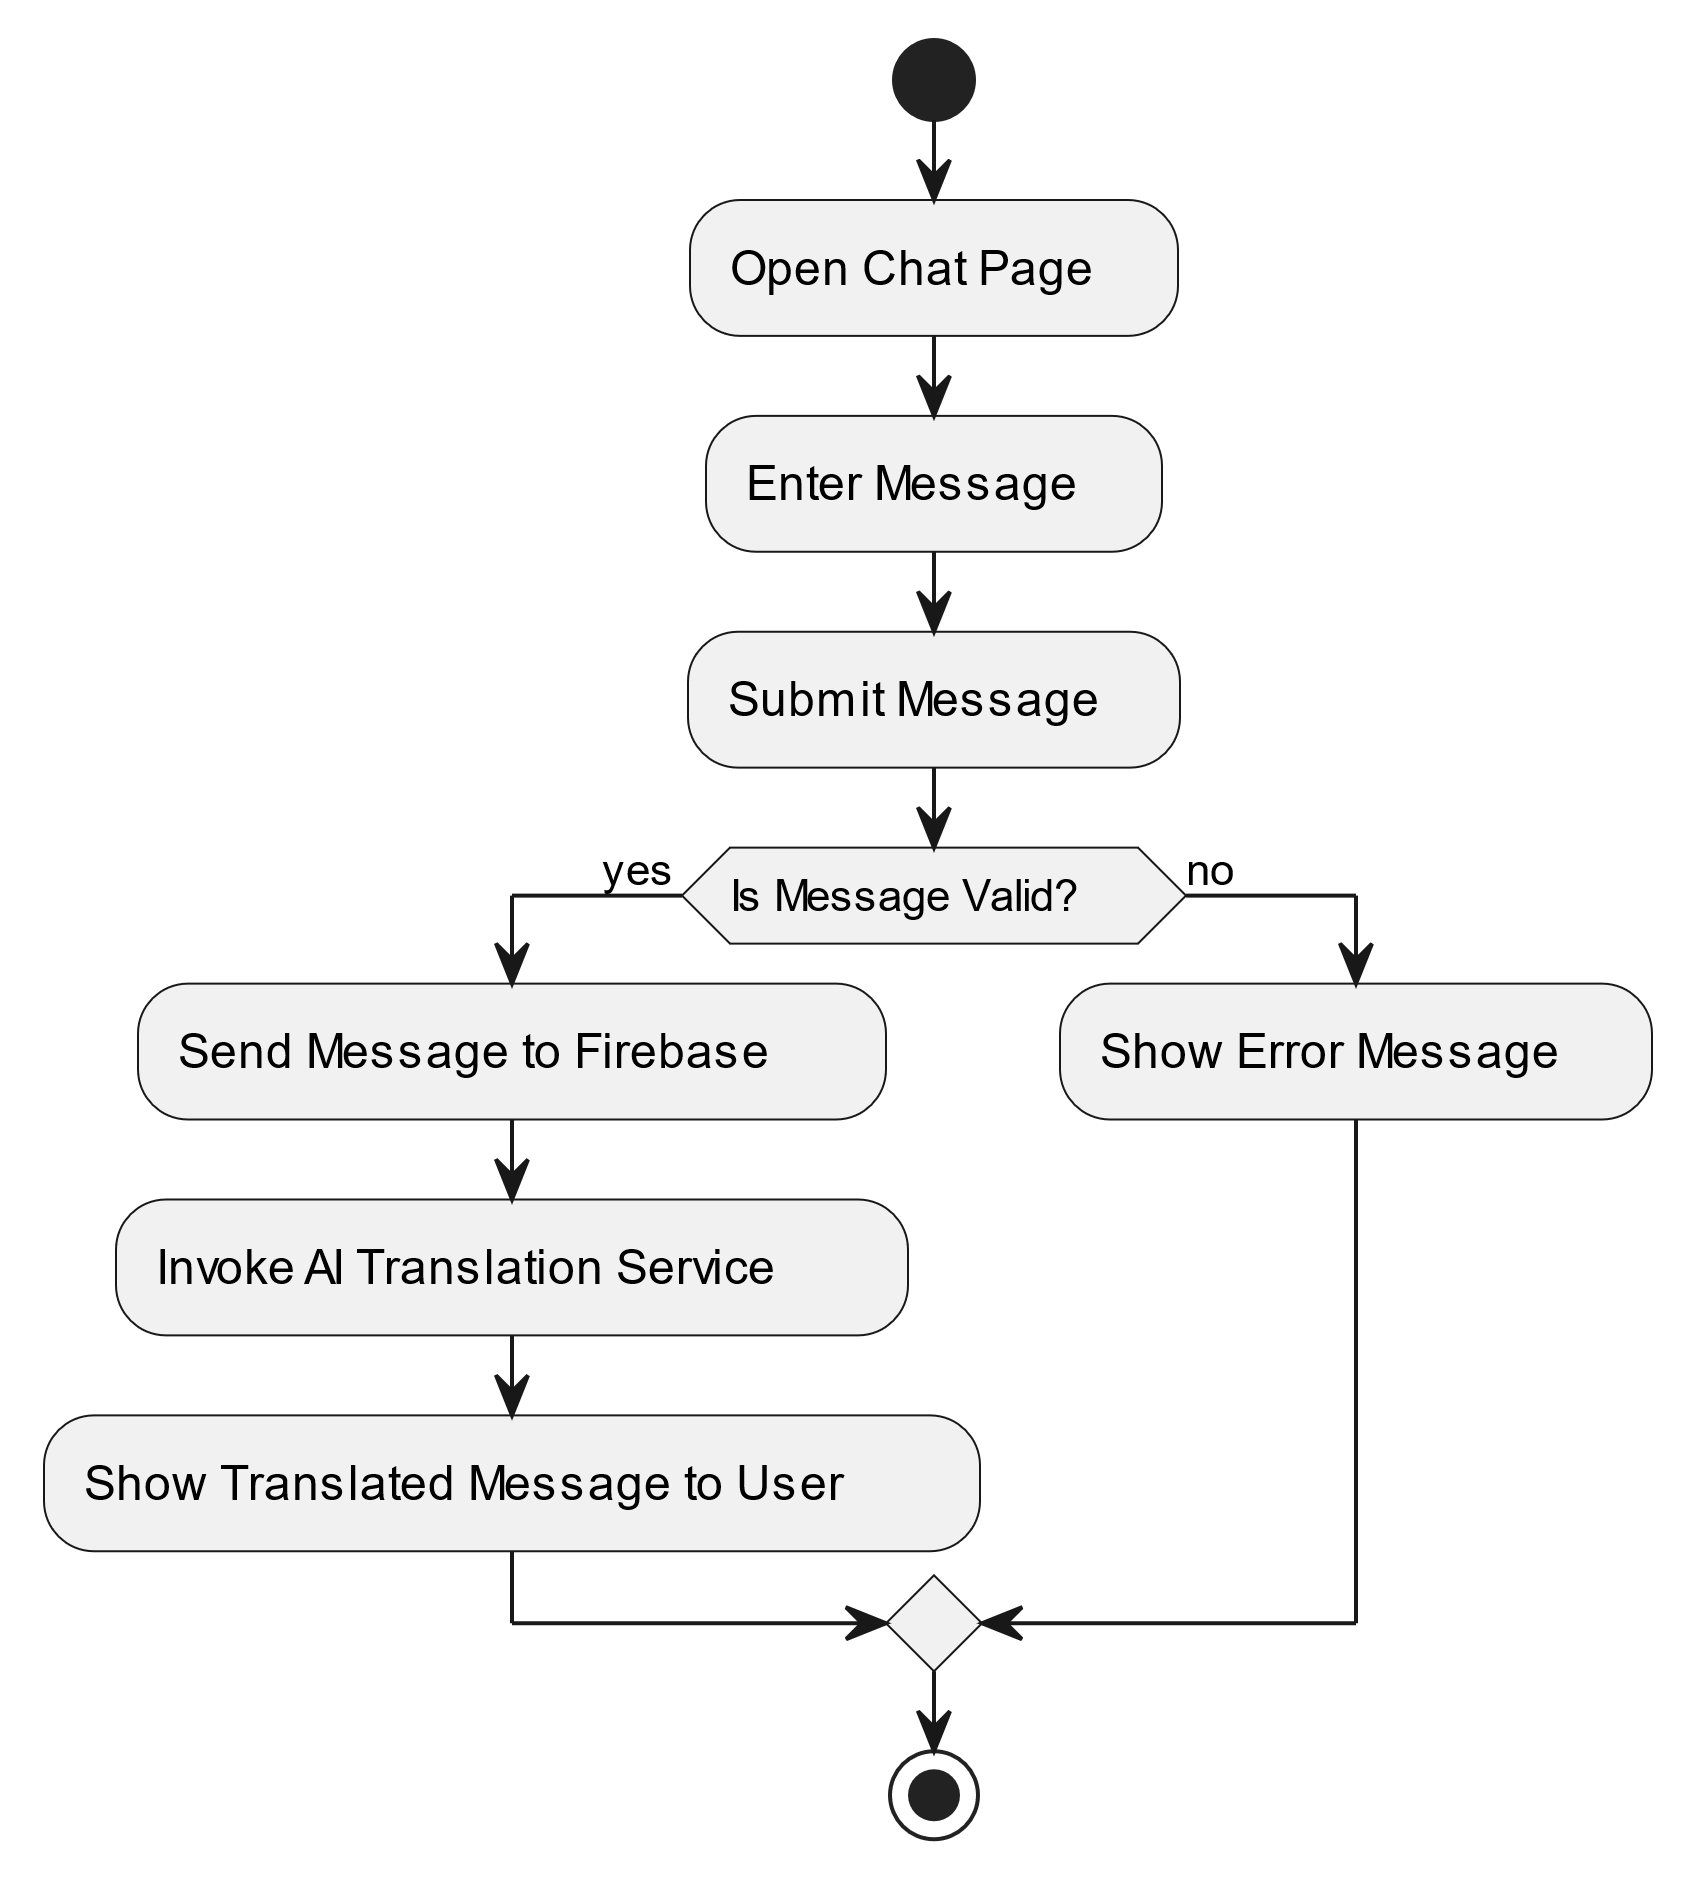 Open Chat Page
Enter Message
Submit Message
yes
Is Message Valid?
no
Send Message to Firebase
Show Error Message
Invoke AI Translation Service
Show Translated Message to User